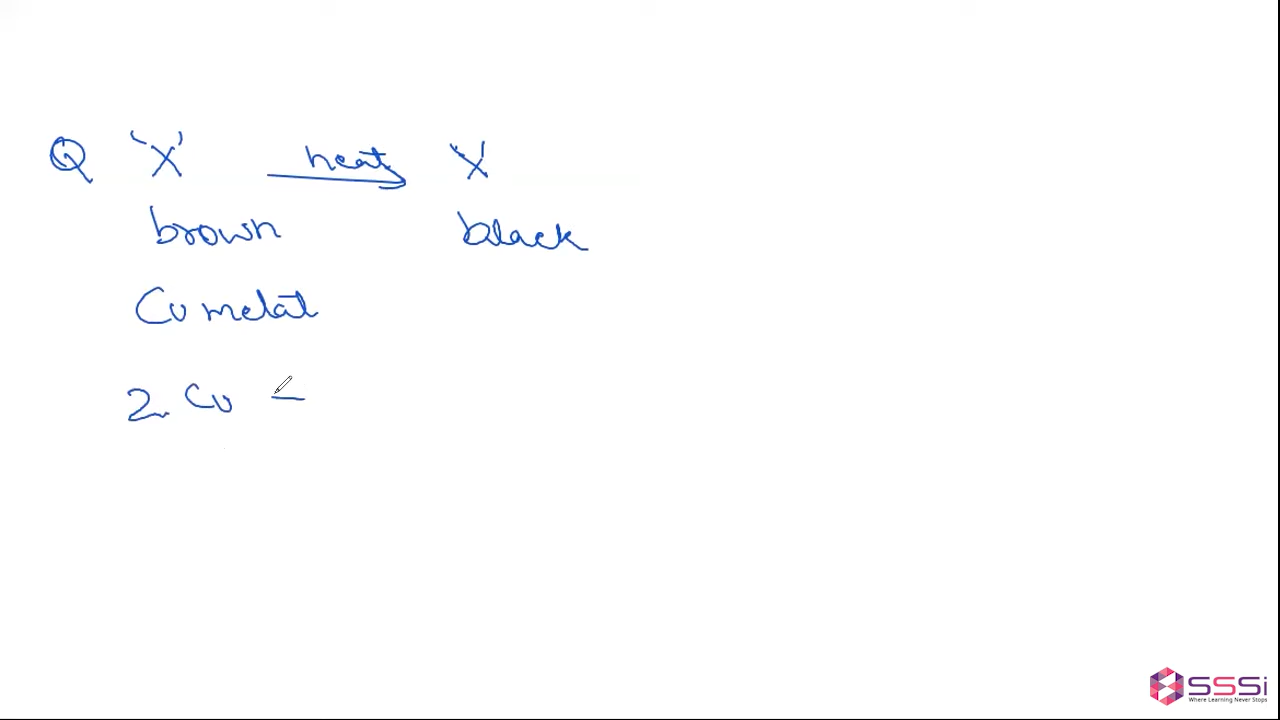 Q 'X' heat 'X'
brown black
Cu metal
2 Cu
SSSi
Where Learning Never Stops